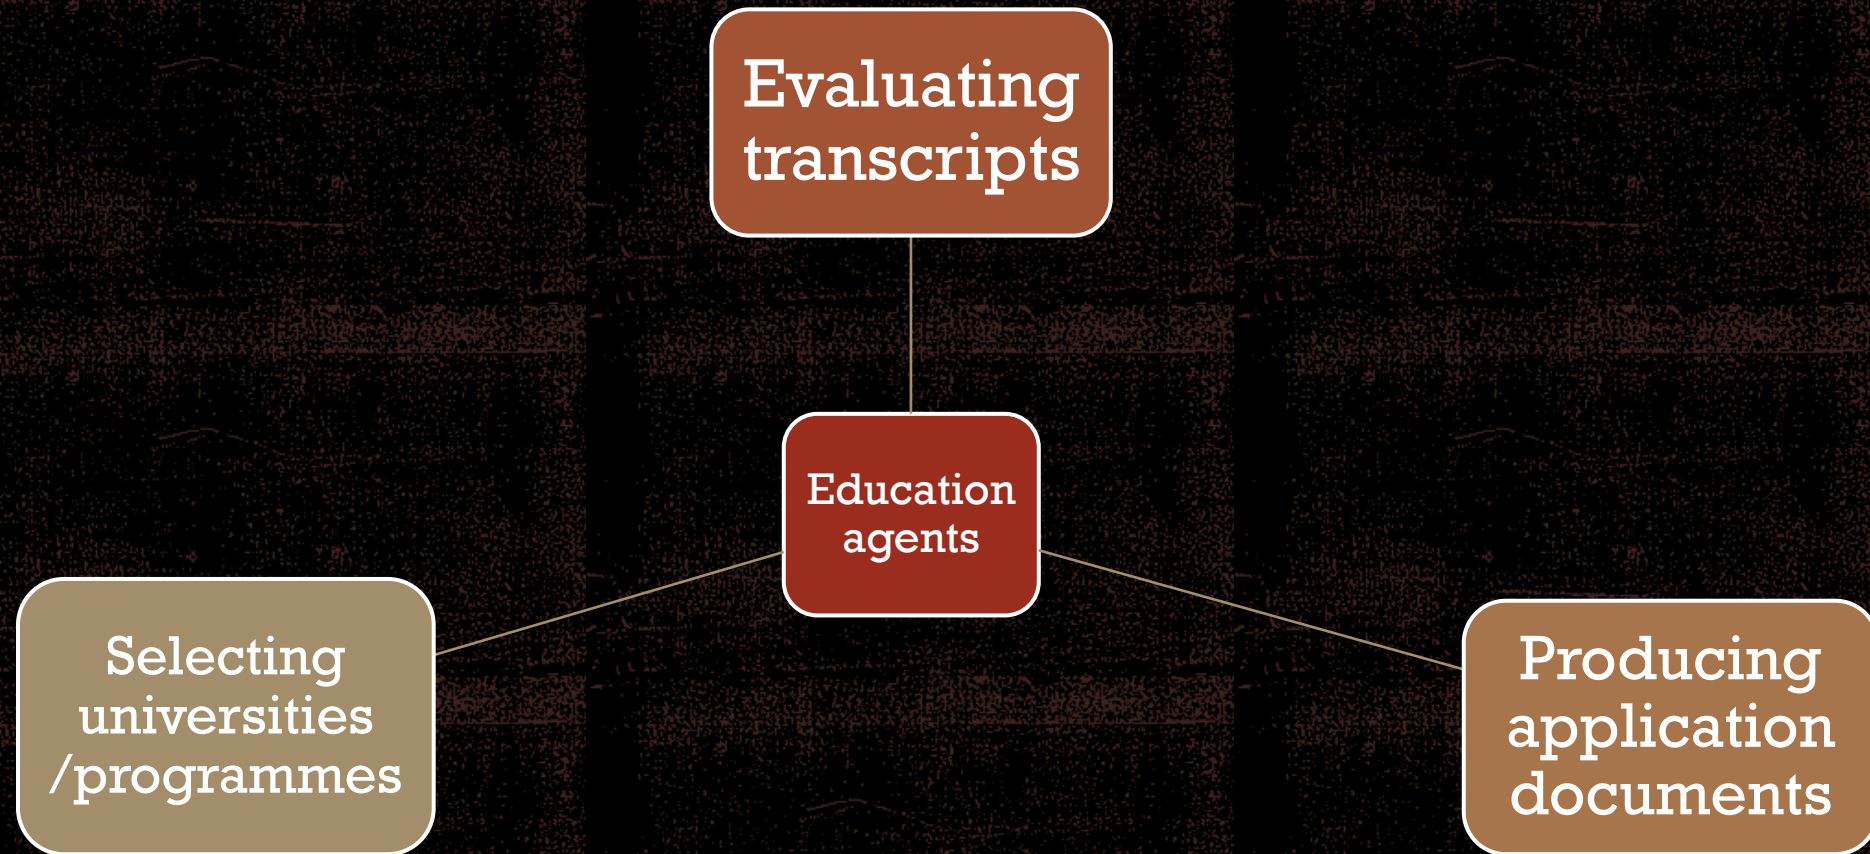 Evaluating
transcripts
Education
agents
Selecting
universities
/programmes
Producing
application
documents